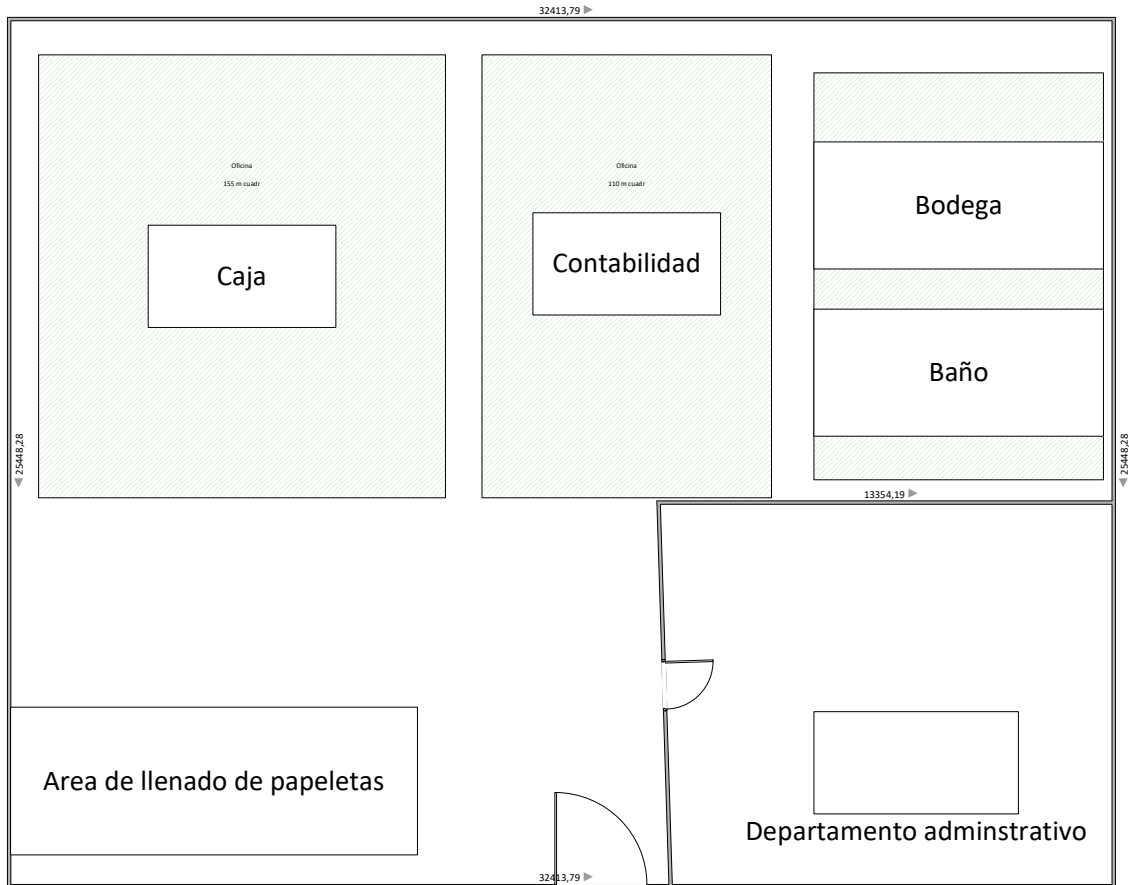 32413,79
Oficina
155 m cuadr
Caja
Oficina
110 m cuadr
Contabilidad
Bodega
Baño
25448,28
25448,28
13354,19
Area de llenado de papeletas
Departamento adminstrativo
32413,79